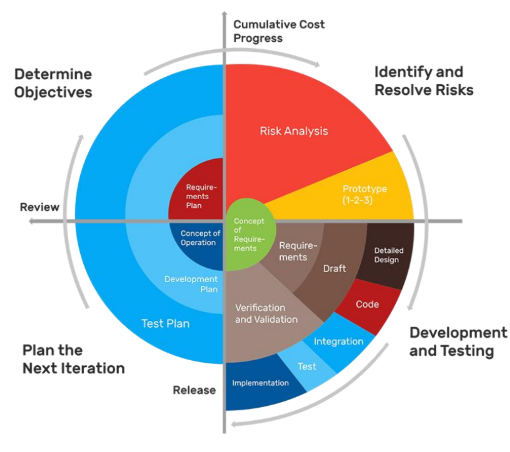 Cumulative Cost
Progress
Determine
Objectives
Identify and
Resolve Risks
Risk Analysis
Require-
ments
Plan
Prototype
(1-2-3)
Review
Concept
of
Require-
ments
Concept of
Operation
Require-
ments
Draft
Detailed
Design
Development
Plan
Code
Verification
and Validation
Test Plan
Integration
Development
and Testing
Plan the
Next Iteration
Test
Release
Implementation